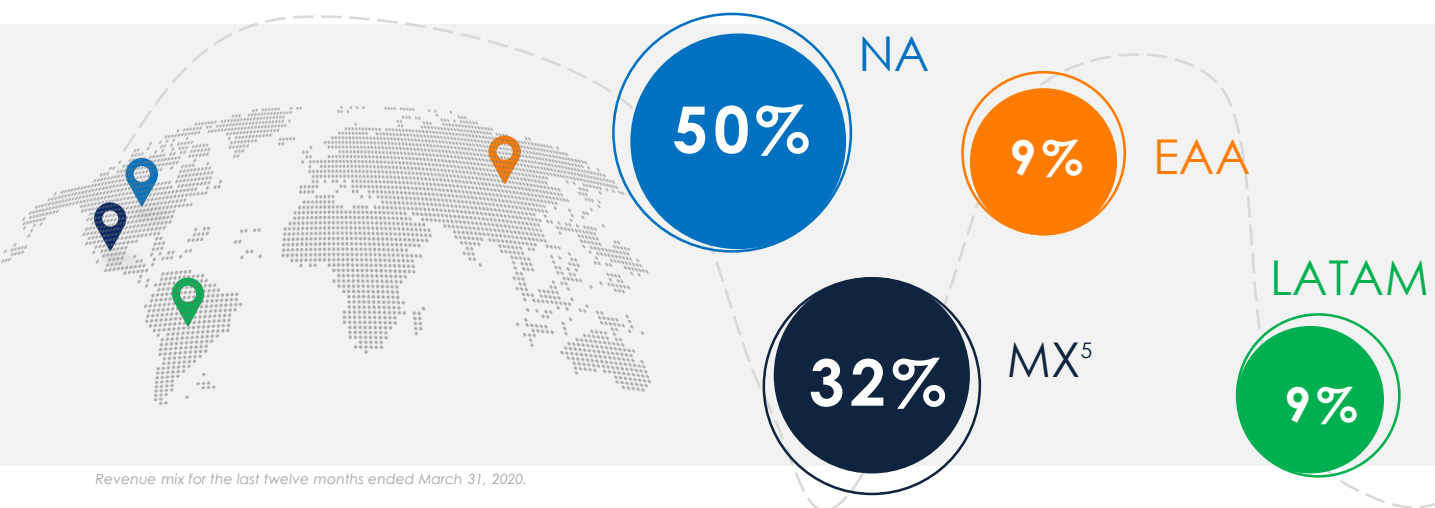 NA
50%
9%
EAA
LATAM
MX⁵
32%
9%
Revenue mix for the last twelve months ended March 31, 2020.